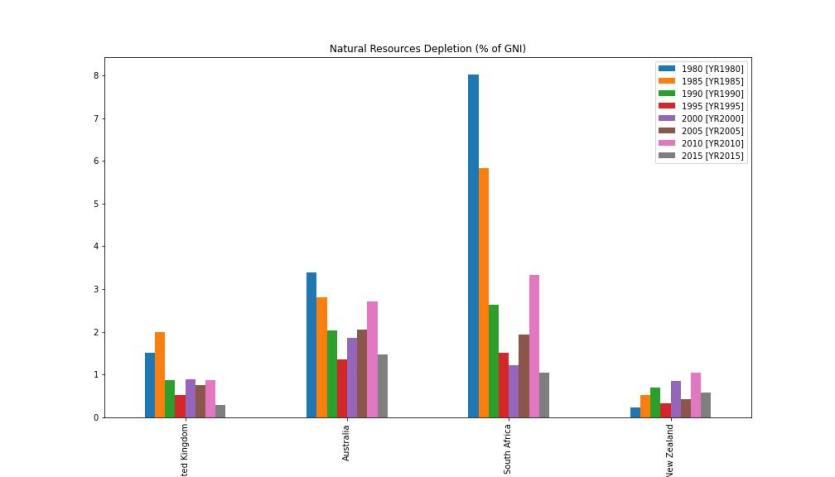 Natural Resources Depletion (% of GNI)
1980 [YR1980]
1985 [YR1985]
1990 [YR1990]
1995 [YR1995]
2000 [YR2000]
2005 [YR2005]
2010 [YR2010]
2015 [YR2015]
8
7
6
5
4
3
2
1
0
ted Kingdom
Australia
South Africa
New Zealand